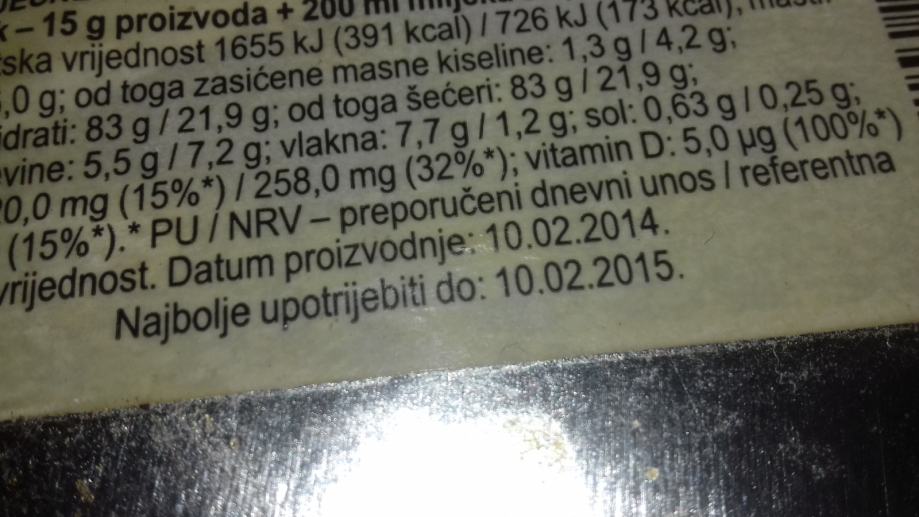 – 15 g proizvoda + 200 ml
vrijednost 1655 kJ (391 kcal) / 726 kJ (173 kcal);
,0 g; od toga zasićene masne kiseline: 1,3 g / 4,2 g;
idrati: 83 g / 21,9 g; od toga šećeri: 83 g / 21,9 g;
vine: 5,5 g / 7,2 g; vlakna: 7,7 g / 1,2 g; sol: 0,63 g / 0,25 g;
0,0 mg (15%*) / 258,0 mg (32%*); vitamin D: 5,0 µg (100%*)
(15%*).* PU / NRV – preporučeni dnevni unos / referentna
vrijednost. Datum proizvodnje: 10.02.2014.
Najbolje upotrijebiti do: 10.02.2015.